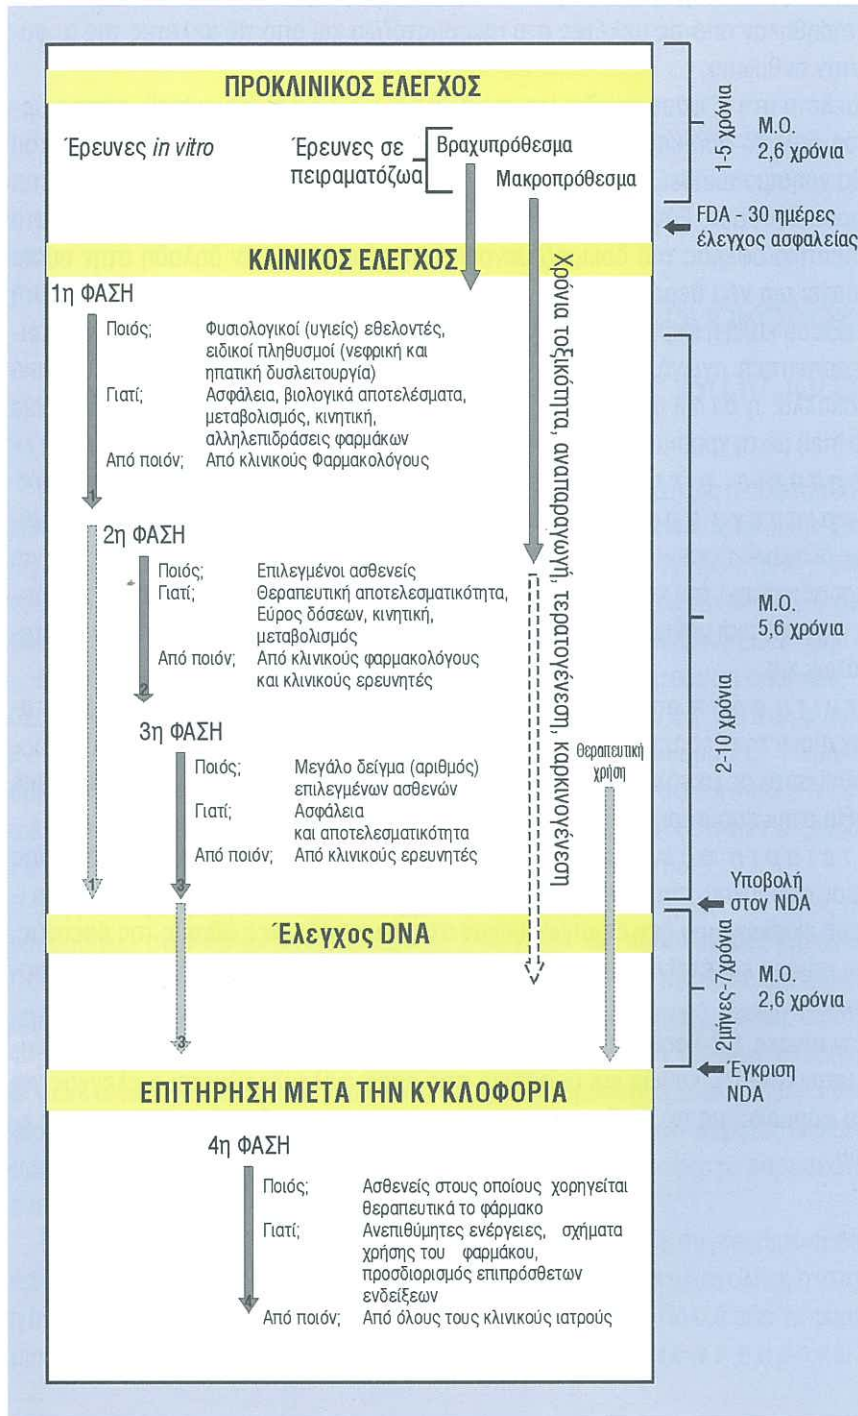 ΠΡΟΚΛΙΝΙΚΟΣ ΕΛΕΓΧΟΣ
Έρευνες in vitro
Έρευνες σε
πειραματόζωα
Βραχυπρόθεσμα
Μακροπρόθεσμα
1-5 χρόνια
Μ.Ο.
2,6 χρόνια
FDA - 30 ημέρες
έλεγχος ασφαλείας
ΚΛΙΝΙΚΟΣ ΕΛΕΓΧΟΣ
1η ΦΑΣΗ
Ποιός; Φυσιολογικοί (υγιείς) εθελοντές,
ειδικοί πληθυσμοί (νεφρική και
ηπατική δυσλειτουργία)
Γιατί; Ασφάλεια, βιολογικά αποτελέσματα,
μεταβολισμός, κινητική,
αλληλεπιδράσεις φαρμάκων
Από ποιόν; Από κλινικούς Φαρμακολόγους
1
2η ΦΑΣΗ
Ποιός; Επιλεγμένοι ασθενείς
Γιατί; Θεραπευτική αποτελεσματικότητα,
Εύρος δόσεων, κινητική,
μεταβολισμός
Από ποιόν; Από κλινικούς φαρμακολόγους
και κλινικούς ερευνητές
2
3η ΦΑΣΗ
Ποιός; Μεγάλο δείγμα (αριθμός)
επιλεγμένων ασθενών
Γιατί; Ασφάλεια
και αποτελεσματικότητα
Από ποιόν; Από κλινικούς ερευνητές
1
3
Χρόνια τοξικότητα, αναπαραγωγή, τερατογένεση, καρκινογένεση
θεραπευτική
χρήση
2-10 χρόνια
Μ.Ο.
5,6 χρόνια
Υποβολή
στον NDA
Έλεγχος DNA
3
2μήνες-7χρόνια
Μ.Ο.
2,6 χρόνια
Έγκριση
NDA
ΕΠΙΤΗΡΗΣΗ ΜΕΤΑ ΤΗΝ ΚΥΚΛΟΦΟΡΙΑ
4η ΦΑΣΗ
Ποιός; Ασθενείς στους οποίους χορηγείται
θεραπευτικά το φάρμακο
Γιατί; Ανεπιθύμητες ενέργειες, σχήματα
χρήσης του φαρμάκου,
προσδιορισμός επιπρόσθετων
ενδείξεων
Από ποιόν; Από όλους τους κλινικούς ιατρούς
4